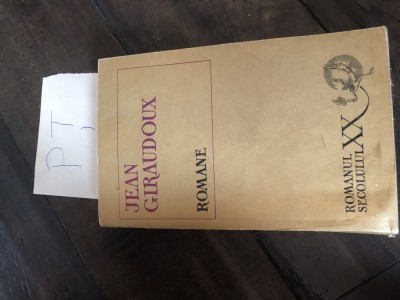 PT,
JEAN
GIRAUDOUX
ROMANE
ROMANUL
SECOLULUI XX